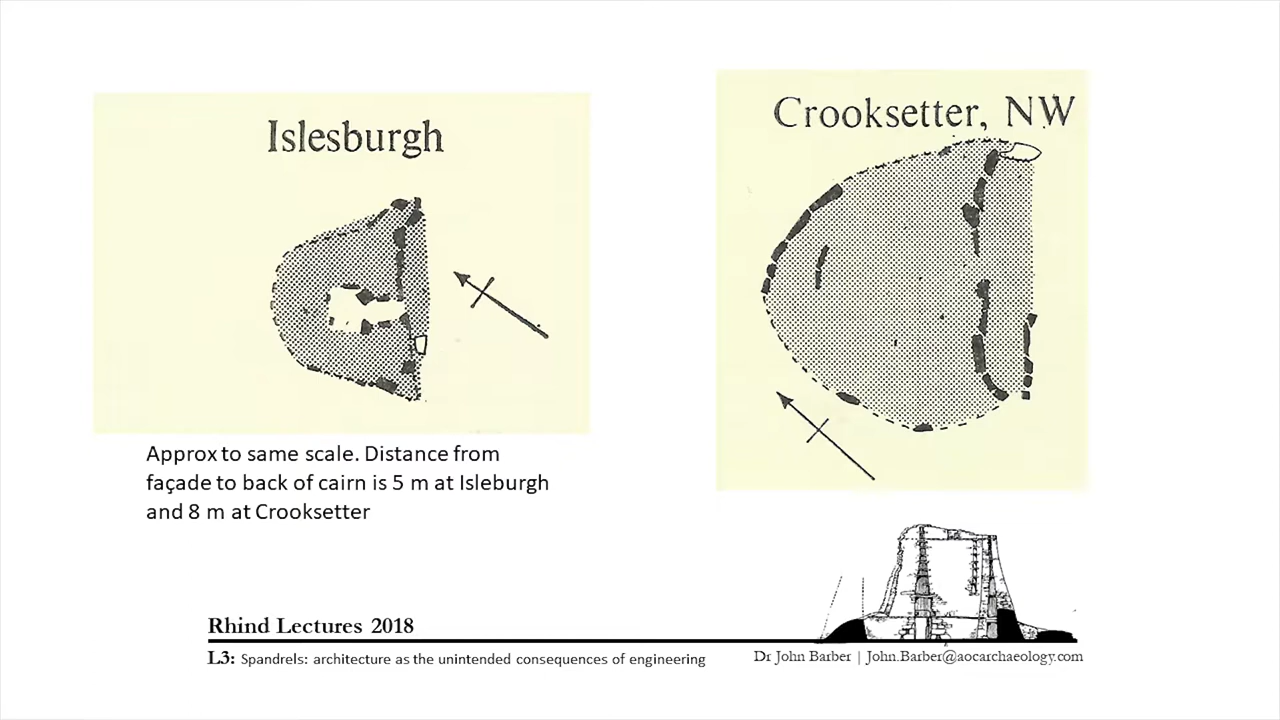 Islesburgh
Crooksetter, NW
Approx to same scale. Distance from
façade to back of cairn is 5 m at Isleburgh
and 8 m at Crooksetter
Rhind Lectures 2018
L3: Spandrels: architecture as the unintended consequences of engineering
Dr John Barber | John.Barber@aocarchaeology.com